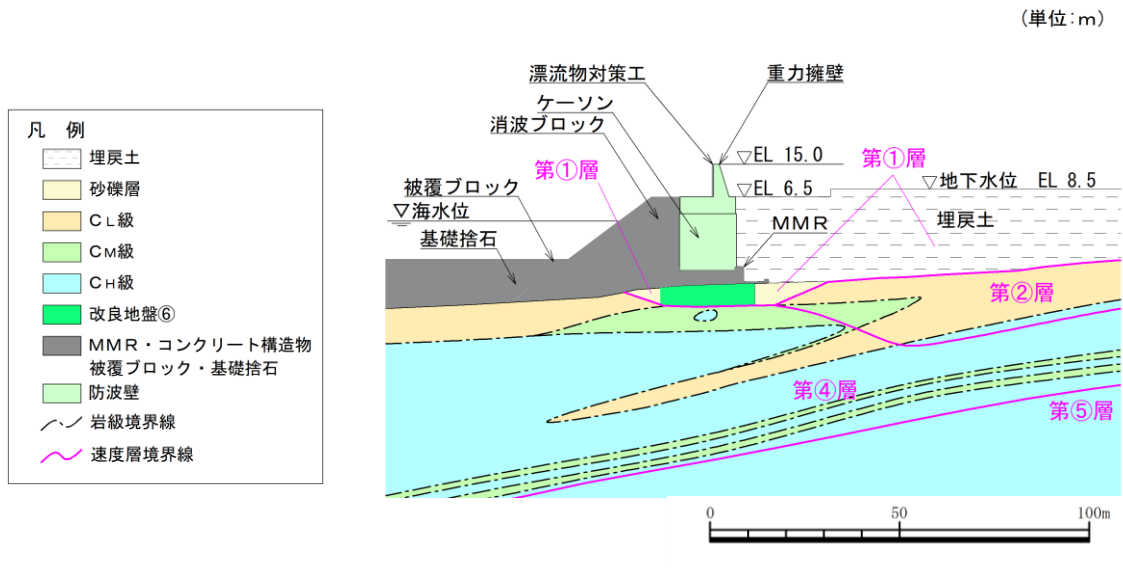 (単位:m)
凡 例
埋戻土
砂礫層
CL級
CM級
CH級
改良地盤⑥
MMR・コンクリート構造物
被覆ブロック・基礎捨石
防波壁
岩級境界線
速度層境界線
漂流物対策工
重力擁壁
ケーソン
消波ブロック
▽EL 15.0
第①層
第①層
被覆ブロック
▽EL 6.5
▽地下水位 EL 8.5
▽海水位
MMR
埋戻土
基礎捨石
第②層
第④層
第⑤層
0
50
100m